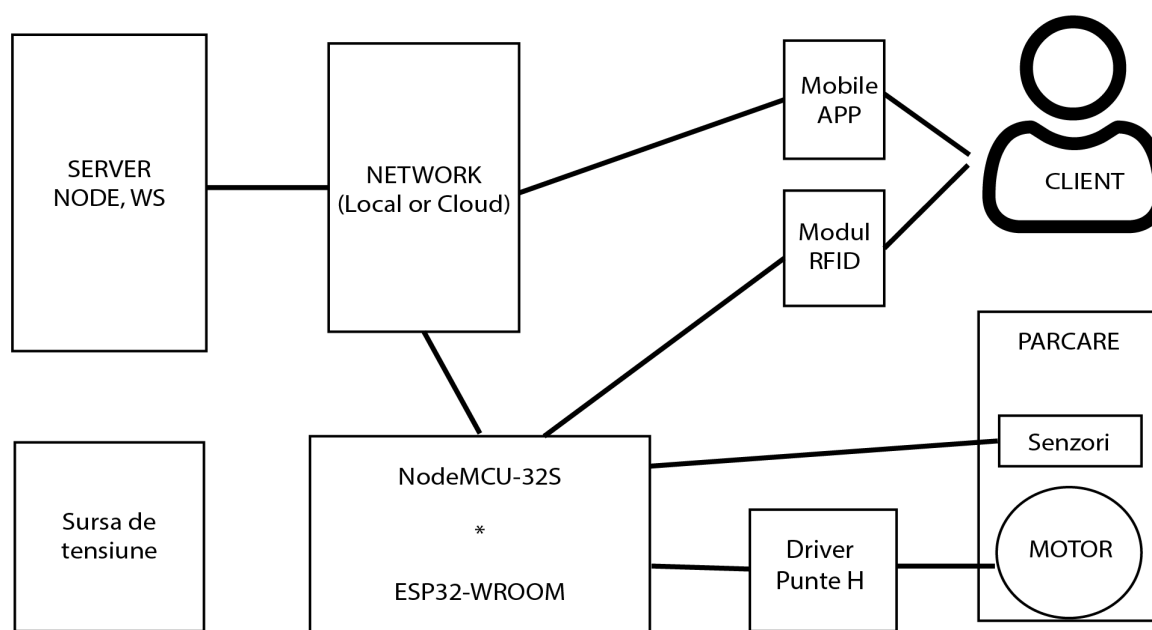 SERVER
NODE, WS
NETWORK
(Local or Cloud)
Mobile
APP
CLIENT
Modul
RFID
PARCARE
Senzori
MOTOR
NodeMCU-32S
*
ESP32-WROOM
Driver
Punte H
Sursa de
tensiune